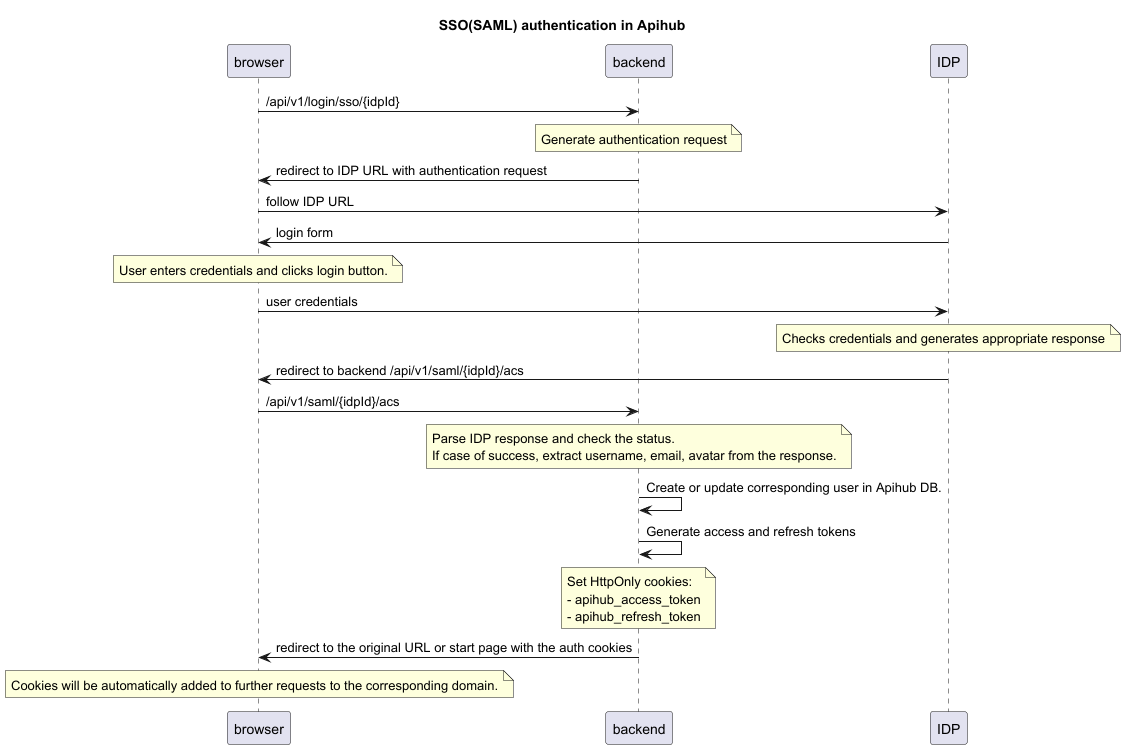 SSO(SAML) authentication in Apihub
browser
backend
IDP
/api/v1/login/sso/{idpId}
Generate authentication request
redirect to IDP URL with authentication request
follow IDP URL
login form
User enters credentials and clicks login button.
user credentials
Checks credentials and generates appropriate response
redirect to backend /api/v1/saml/{idpId}/acs
/api/v1/saml/{idpId}/acs
Parse IDP response and check the status.
If case of success, extract username, email, avatar from the response.
Create or update corresponding user in Apihub DB.
Generate access and refresh tokens
Set HttpOnly cookies:
- apihub_access_token
- apihub_refresh_token
redirect to the original URL or start page with the auth cookies
Cookies will be automatically added to further requests to the corresponding domain.
browser
backend
IDP